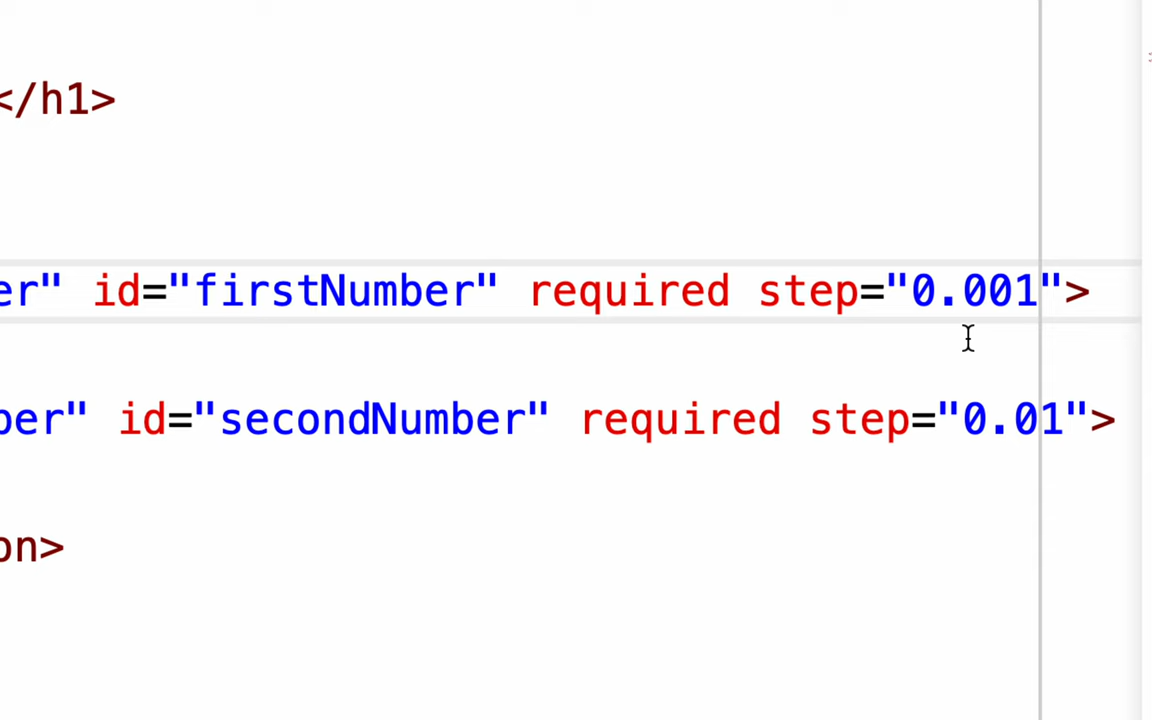 </h1>
er" id="firstNumber" required step="0.001">
ber" id="secondNumber" required step="0.01">
on>